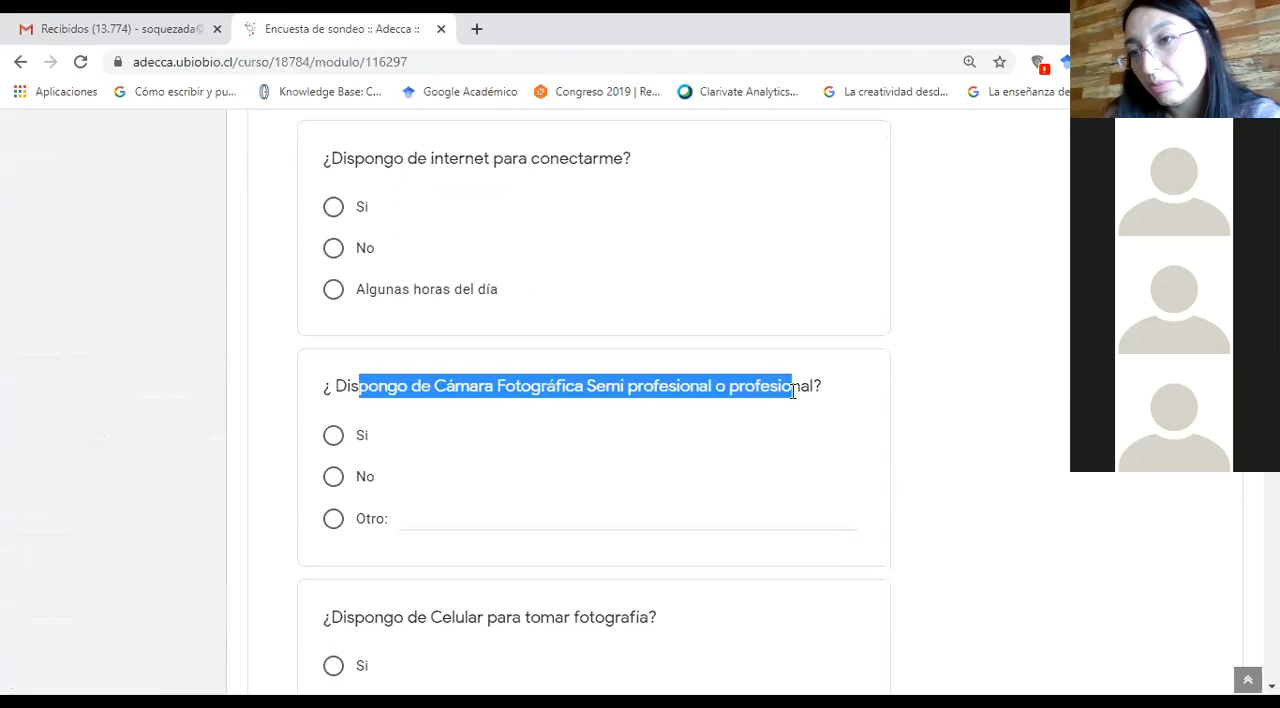 Recibidos (13.774) - soquezada@
Encuesta de sondeo :: Adecca ::
adecca.ubiobio.cl/curso/18784/modulo/116297
Aplicaciones
Cómo escribir y pu...
Knowledge Base: C...
Google Académico
Congreso 2019 | Re...
Clarivate Analytics...
La creatividad desd...
La enseñanza de
¿Dispongo de internet para conectarme?
Si
No
Algunas horas del día
¿ Dispongo de Cámara Fotográfica Semi profesional o profesional?
Si
No
Otro:
¿Dispongo de Celular para tomar fotografía?
Si